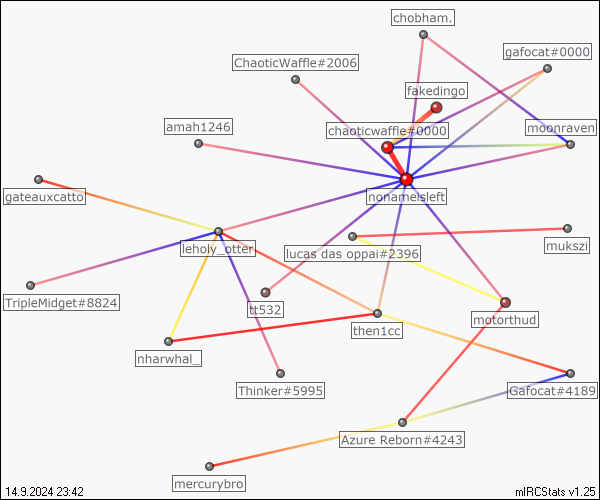 chobham.
gafocat#0000
ChaoticWaffle#2006
fakedingo
chaoticwaffle#0000
amah1246
moonraven
gateauxcatto
nonameisleft
leholy_otter
lucas das oppai#2396
mukszi
TripleMidget#8824
tt532
motorthud
then1cc
nharwhal_
Thinker#5995
Gafocat#4189
Azure Reborn#4243
mercurybro
14.9.2024 23:42
mIRCStats v1.25